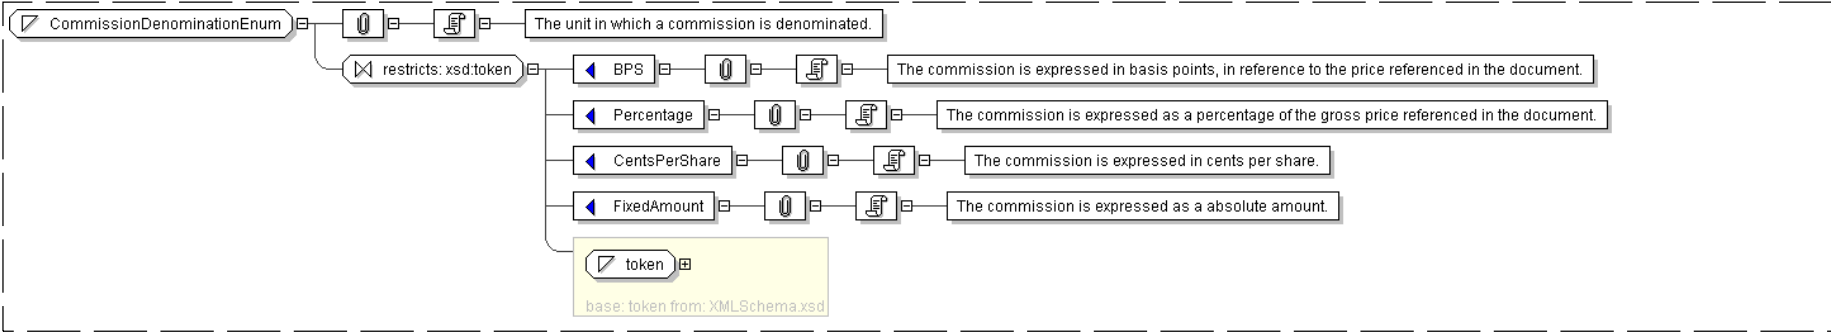 CommissionDenominationEnum The unit in which a commission is denominated.
restricts: xsd:token BPS The commission is expressed in basis points, in reference to the price referenced in the document.
Percentage The commission is expressed as a percentage of the gross price referenced in the document.
CentsPerShare The commission is expressed in cents per share.
FixedAmount The commission is expressed as a absolute amount.
token
base: token from: XMLSchema.xsd